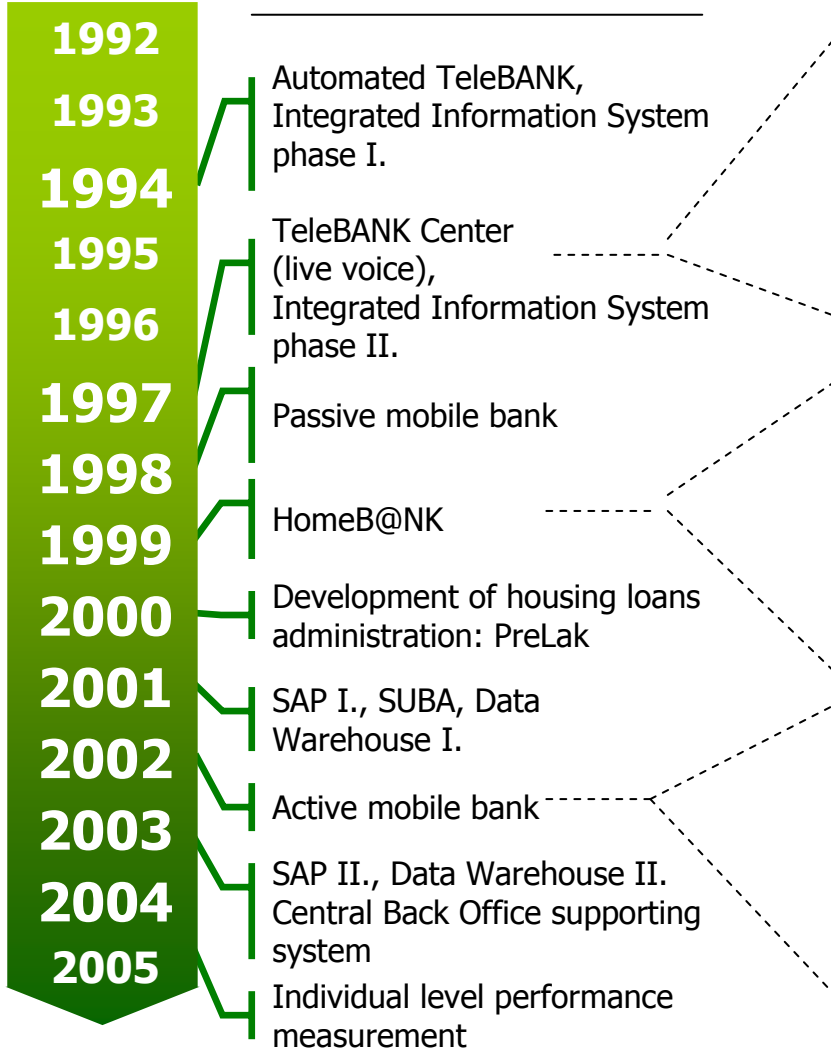 1992
1993
1994
1995
1996
1997
1998
1999
2000
2001
2002
2003
2004
2005
Automated TeleBANK,
Integrated Information System
phase I.
TeleBANK Center
(live voice),
Integrated Information System
phase II.
Passive mobile bank
HomeB@NK
Development of housing loans
administration: PreLak
SAP I., SUBA, Data
Warehouse I.
Active mobile bank
SAP II., Data Warehouse II.
Central Back Office supporting
system
Individual level performance
measurement